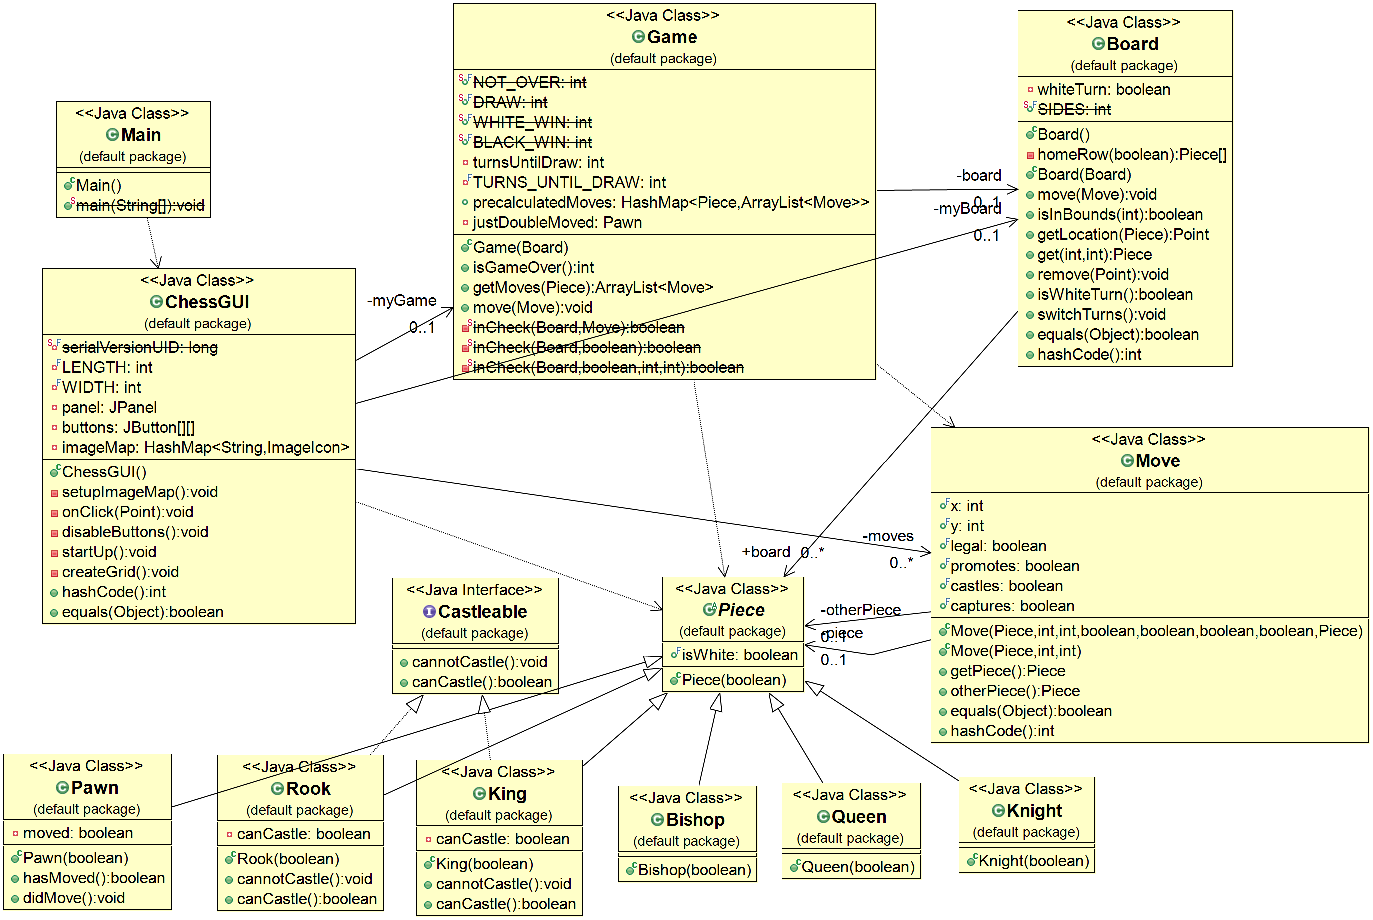 <<Java Class>>
Main
(default package)
Main()
main(String[]):void
<<Java Class>>
ChessGUI
(default package)
serialVersionUID: long
LENGTH: int
WIDTH: int
panel: JPanel
buttons: JButton[][]
imageMap: HashMap<String,ImageIcon>
ChessGUI()
setupImageMap():void
onClick(Point):void
disableButtons():void
startUp():void
createGrid():void
hashCode():int
equals(Object):boolean
-myGame
0..1
<<Java Class>>
Game
(default package)
NOT_OVER: int
DRAW: int
WHITE_WIN: int
BLACK_WIN: int
turnsUntilDraw: int
TURNS_UNTIL_DRAW: int
precalculatedMoves: HashMap<Piece,ArrayList<Move>>
justDoubleMoved: Pawn
Game(Board)
isGameOver():int
getMoves(Piece):ArrayList<Move>
move(Move):void
inCheck(Board,Move):boolean
inCheck(Board,boolean):boolean
inCheck(Board,boolean,int,int):boolean
-board
0..1
-myBoard
0..1
<<Java Class>>
Board
(default package)
whiteTurn: boolean
SIDES: int
Board()
homeRow(boolean):Piece[]
Board(Board)
move(Move):void
isInBounds(int):boolean
getLocation(Piece):Point
get(int,int):Piece
remove(Point):void
isWhiteTurn():boolean
switchTurns():void
equals(Object):boolean
hashCode():int
<<Java Class>>
Move
(default package)
x: int
y: int
legal: boolean
promotes: boolean
castles: boolean
captures: boolean
Move(Piece,int,int,boolean,boolean,boolean,boolean,Piece)
Move(Piece,int,int)
getPiece():Piece
otherPiece():Piece
equals(Object):boolean
hashCode():int
-moves
0..*
+board 0..*
-otherPiece
0..1
-piece
0..1
<<Java Interface>>
Castleable
(default package)
cannotCastle():void
canCastle():boolean
<<Java Class>>
Piece
(default package)
isWhite: boolean
Piece(boolean)
<<Java Class>>
Pawn
(default package)
moved: boolean
Pawn(boolean)
hasMoved():boolean
didMove():void
<<Java Class>>
Rook
(default package)
canCastle: boolean
Rook(boolean)
cannotCastle():void
canCastle():boolean
<<Java Class>>
King
(default package)
canCastle: boolean
King(boolean)
cannotCastle():void
canCastle():boolean
<<Java Class>>
Bishop
(default package)
Bishop(boolean)
<<Java Class>>
Queen
(default package)
Queen(boolean)
<<Java Class>>
Knight
(default package)
Knight(boolean)